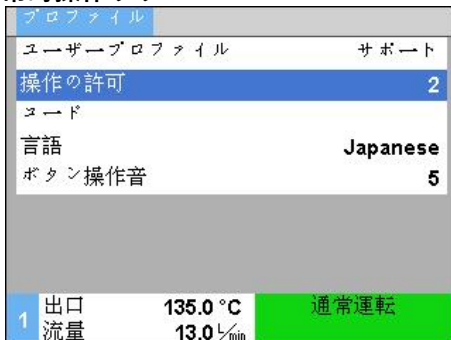 プロファイル
ユーザープロファイル サポート
操作の許可 2
コード
言語 Japanese
ボタン操作音 5
1 出口 135.0 °C 通常運転
流量 13.0 L/min